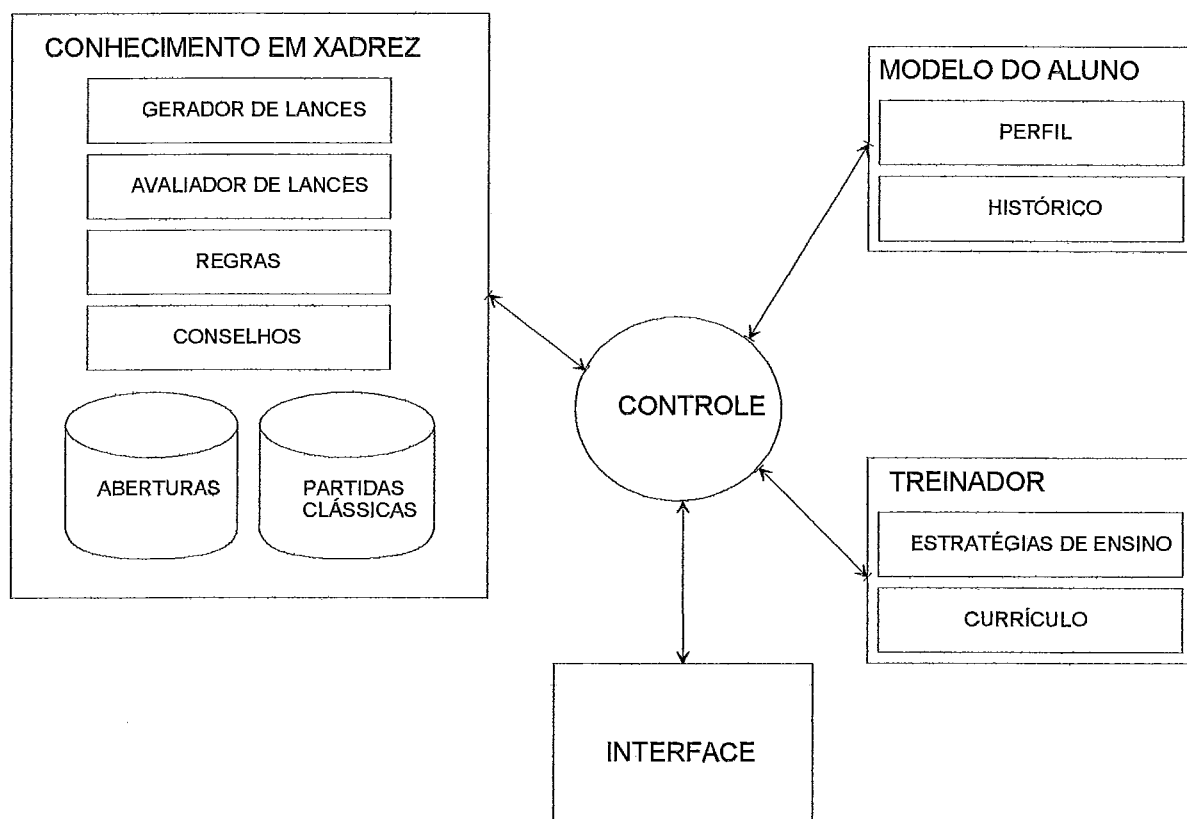 CONHECIMENTO EM XADREZ
GERADOR DE LANCES
AVALIADOR DE LANCES
REGRAS
CONSELHOS
ABERTURAS
PARTIDAS
CLÁSSICAS
MODELO DO ALUNO
PERFIL
HISTÓRICO
CONTROLE
TREINADOR
ESTRATÉGIAS DE ENSINO
CURRÍCULO
INTERFACE